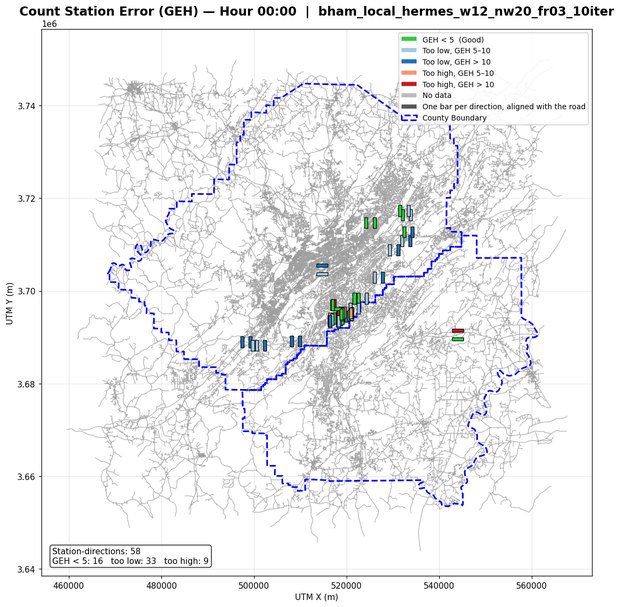 Count Station Error (GEH) — Hour 00:00 | bham_local_hermes_w12_nw20_fr03_10iter
1e6
GEH < 5 (Good)
Too low, GEH 5–10
Too low, GEH > 10
Too high, GEH 5–10
Too high, GEH > 10
No data
One bar per direction, aligned with the road
County Boundary
3.74
3.72
3.70
3.68
3.66
3.64
UTM Y (m)
Station-directions: 58
GEH < 5: 16 too low: 33 too high: 9
460000 480000 500000 520000 540000 560000
UTM X (m)